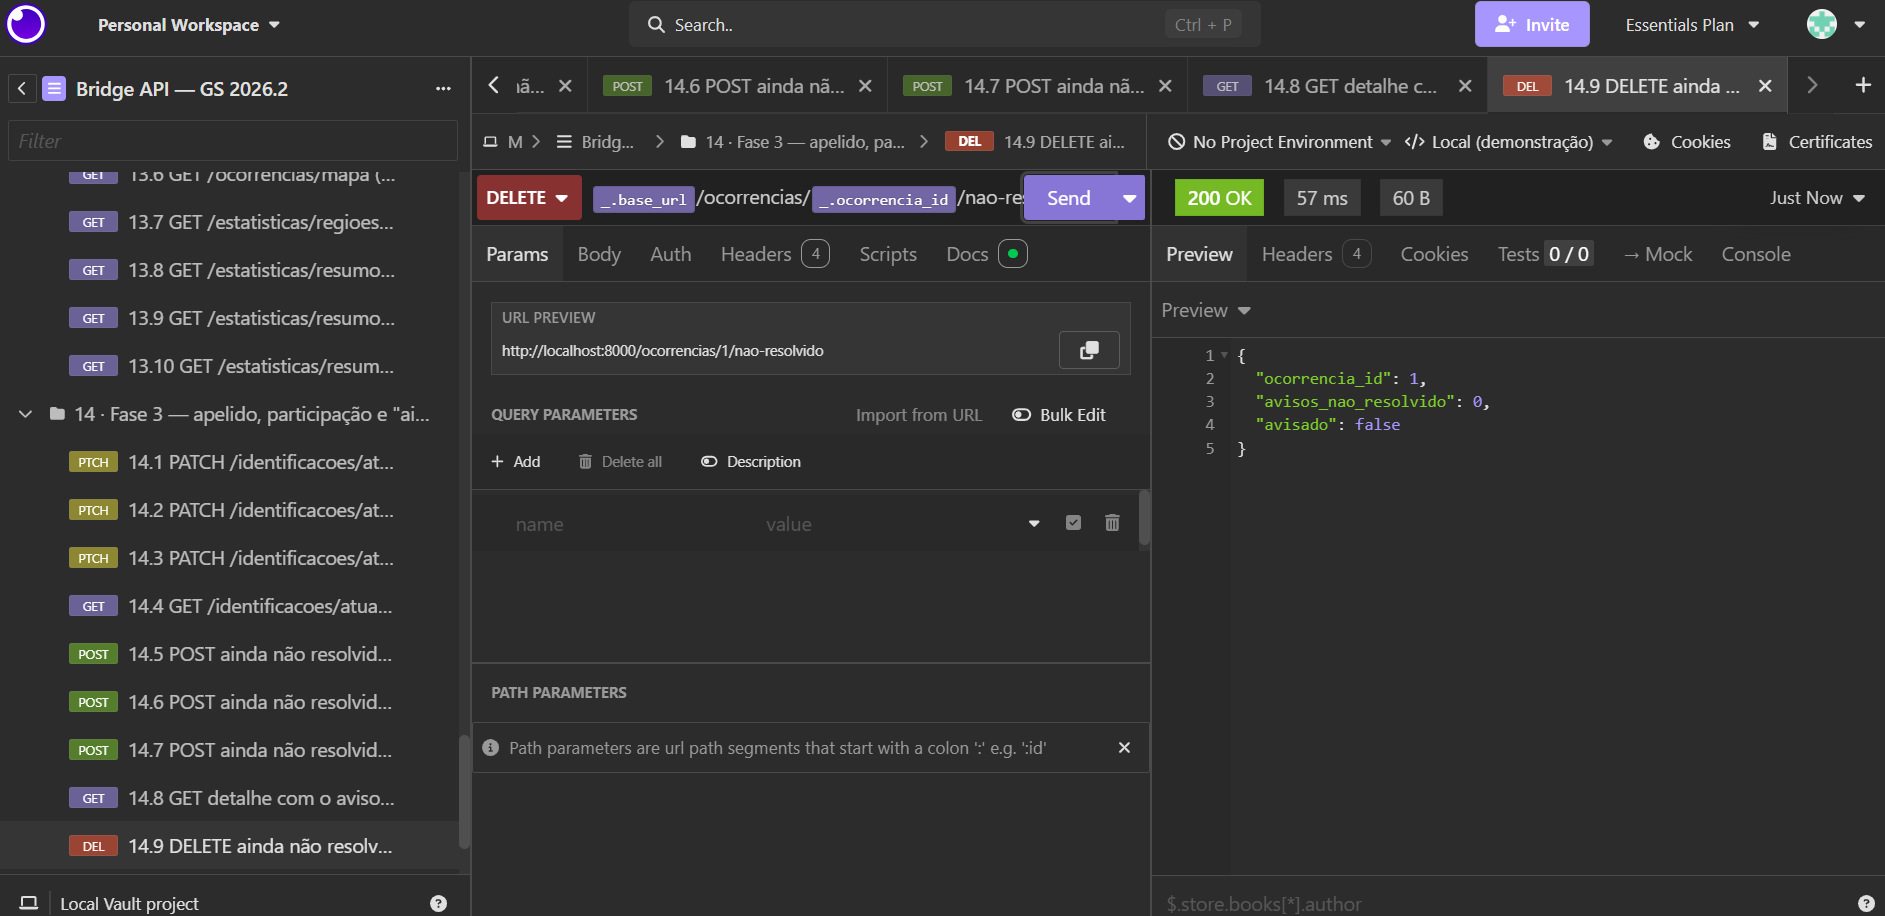 Personal Workspace
Search..
Ctrl + P
Invite
Essentials Plan
Bridge API — GS 2026.2
Filter
GET 13.6 GET /ocorrencias/mapa (...
GET 13.7 GET /estatisticas/regioes...
GET 13.8 GET /estatisticas/resumo...
GET 13.9 GET /estatisticas/resumo...
GET 13.10 GET /estatisticas/resum...
14 · Fase 3 — apelido, participação e "ai...
PTCH 14.1 PATCH /identificacoes/at...
PTCH 14.2 PATCH /identificacoes/at...
PTCH 14.3 PATCH /identificacoes/at...
GET 14.4 GET /identificacoes/atua...
POST 14.5 POST ainda não resolvid...
POST 14.6 POST ainda não resolvid...
POST 14.7 POST ainda não resolvid...
GET 14.8 GET detalhe com o aviso...
DEL 14.9 DELETE ainda não resolv...
Local Vault project
iã...
POST 14.6 POST ainda nã...
POST 14.7 POST ainda nã...
GET 14.8 GET detalhe c...
DEL 14.9 DELETE ainda ...
M
Bridg...
14 · Fase 3 — apelido, pa...
DEL 14.9 DELETE ai...
No Project Environment
Local (demonstração)
Cookies
Certificates
DELETE
_.base_url/ocorrencias/_.ocorrencia_id/nao-re
Send
Params
Body
Auth
Headers 4
Scripts
Docs
URL PREVIEW
http://localhost:8000/ocorrencias/1/nao-resolvido
QUERY PARAMETERS
Import from URL
Bulk Edit
Add
Delete all
Description
name
value
PATH PARAMETERS
Path parameters are url path segments that start with a colon ':' e.g. ':id'
200 OK
57 ms
60 B
Just Now
Preview
Headers 4
Cookies
Tests 0 / 0
→ Mock
Console
Preview
1 {
2 "ocorrencia_id": 1,
3 "avisos_nao_resolvido": 0,
4 "avisado": false
5 }
$.store.books[*].author